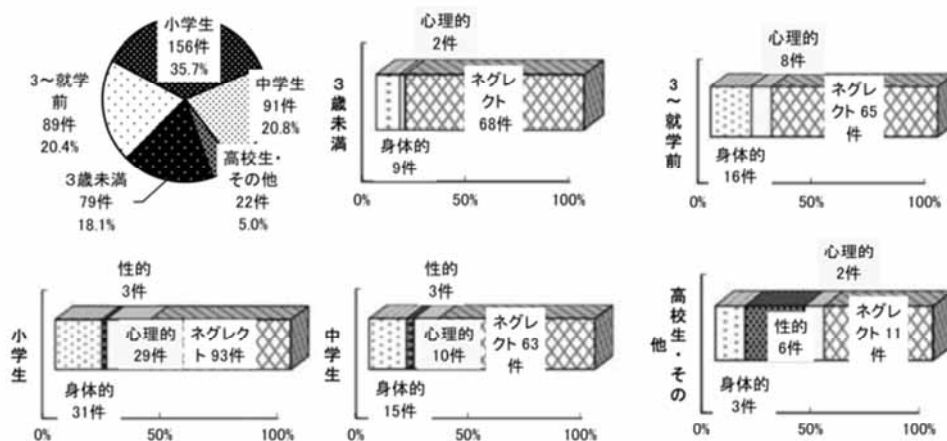 小学生
156件
35.7%
中学生
91件
20.8%
高校生・
その他
22件
5.0%
3歳未満
79件
18.1%
3～就学
前
89件
20.4%
3歳未満
心理的
2件
ネグレ
クト
68件
身体的
9件
0%
50%
100%
3～就学前
心理的
8件
ネグレ
クト 65
件
身体的
16件
0%
50%
100%
小学生
性的
3件
心理的
29件
ネグレク
ト 93件
身体的
31件
0%
50%
100%
中学生
性的
3件
心理的
10件
ネグレ
クト 63
件
身体的
15件
0%
50%
100%
高校生・その
他
心理的
2件
性的
6件
ネグレ
クト 11
件
身体的
3件
0%
50%
100%